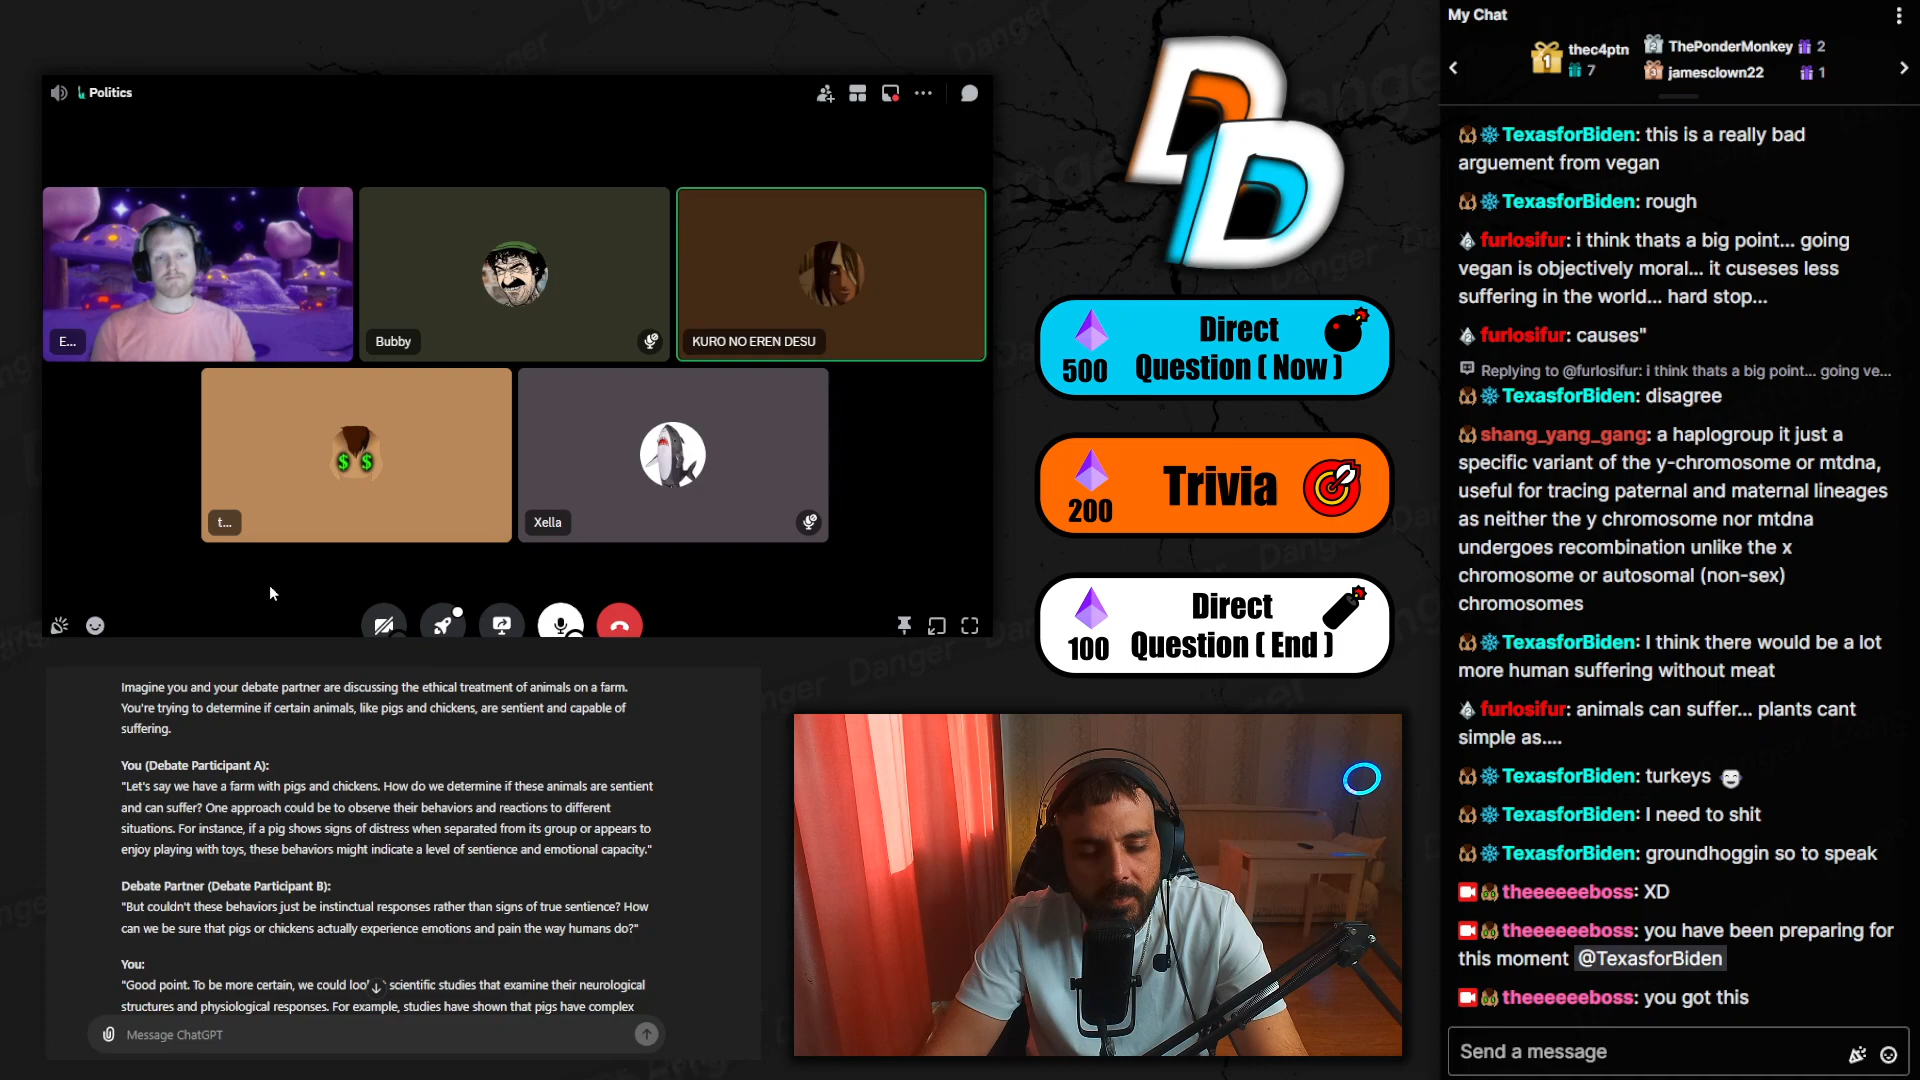 Politics
E...
Bubby
KURO NO EREN DESU
t...
Xella
$ $
DD
500
Direct
Question ( Now )
200
Trivia
100
Direct
Question ( End )
Imagine you and your debate partner are discussing the ethical treatment of animals on a farm.
You're trying to determine if certain animals, like pigs and chickens, are sentient and capable of
suffering.
You (Debate Participant A):
"Let's say we have a farm with pigs and chickens. How do we determine if these animals are sentient
and can suffer? One approach could be to observe their behaviors and reactions to different
situations. For instance, if a pig shows signs of distress when separated from its group or appears to
enjoy playing with toys, these behaviors might indicate a level of sentience and emotional capacity."
Debate Partner (Debate Participant B):
"But couldn't these behaviors just be instinctual responses rather than signs of true sentience? How
can we be sure that pigs or chickens actually experience emotions and pain the way humans do?"
You:
"Good point. To be more certain, we could scientific studies that examine their neurological
structures and physiological responses. For example, studies have shown that pigs have complex
Message ChatGPT
My Chat
1 thec4ptn
7
2 ThePonderMonkey 2
3 jamesclown22 1
TexasforBiden: this is a really bad
arguement from vegan
TexasforBiden: rough
furlosifur: i think thats a big point... going
vegan is objectively moral... it cuseses less
suffering in the world... hard stop...
furlosifur: causes"
Replying to @furlosifur: i think thats a big point... going ve...
TexasforBiden: disagree
shang_yang_gang: a haplogroup it just a
specific variant of the y-chromosome or mtdna,
useful for tracing paternal and maternal lineages
as neither the y chromosome nor mtdna
undergoes recombination unlike the x
chromosome or autosomal (non-sex)
chromosomes
TexasforBiden: I think there would be a lot
more human suffering without meat
furlosifur: animals can suffer... plants cant
simple as....
TexasforBiden: turkeys
TexasforBiden: I need to shit
TexasforBiden: groundhoggin so to speak
theeeeeeboss: XD
theeeeeeboss: you have been preparing for
this moment @TexasforBiden
theeeeeeboss: you got this
Send a message